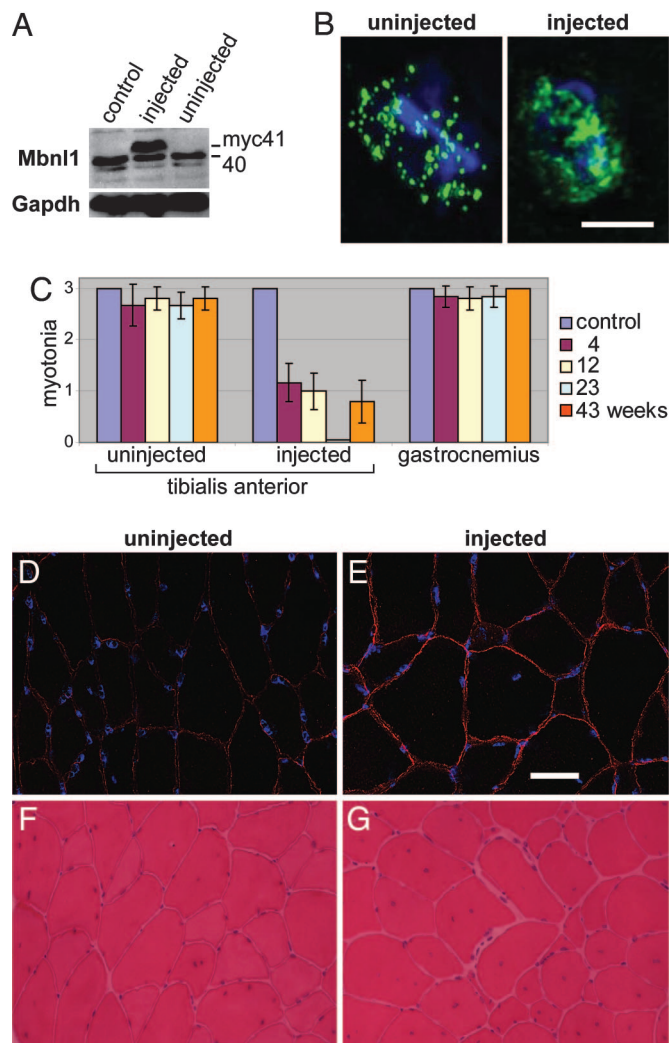 A
control
injected
uninjected
Mbnl1
myc41
40
Gapdh
B
uninjected
injected
C
myotonia
3
2
1
0
uninjected
injected
gastrocnemius
tibialis anterior
control
4
12
23
43 weeks
uninjected
injected
D
E
F
G